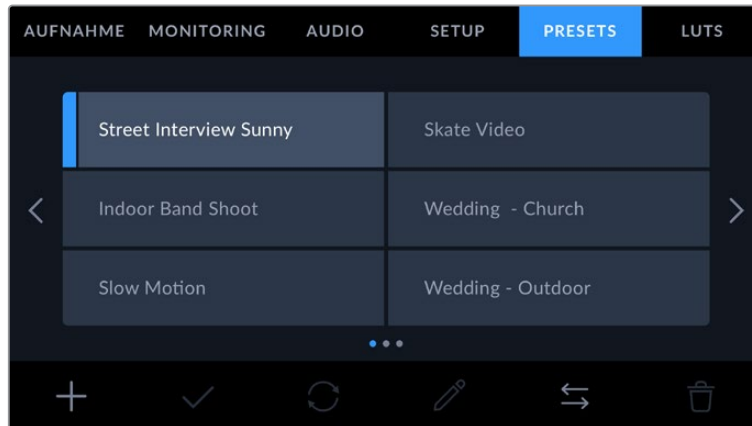 AUFNAHME MONITORING AUDIO SETUP PRESETS LUTS
Street Interview Sunny
Skate Video
Indoor Band Shoot
Wedding - Church
Slow Motion
Wedding - Outdoor